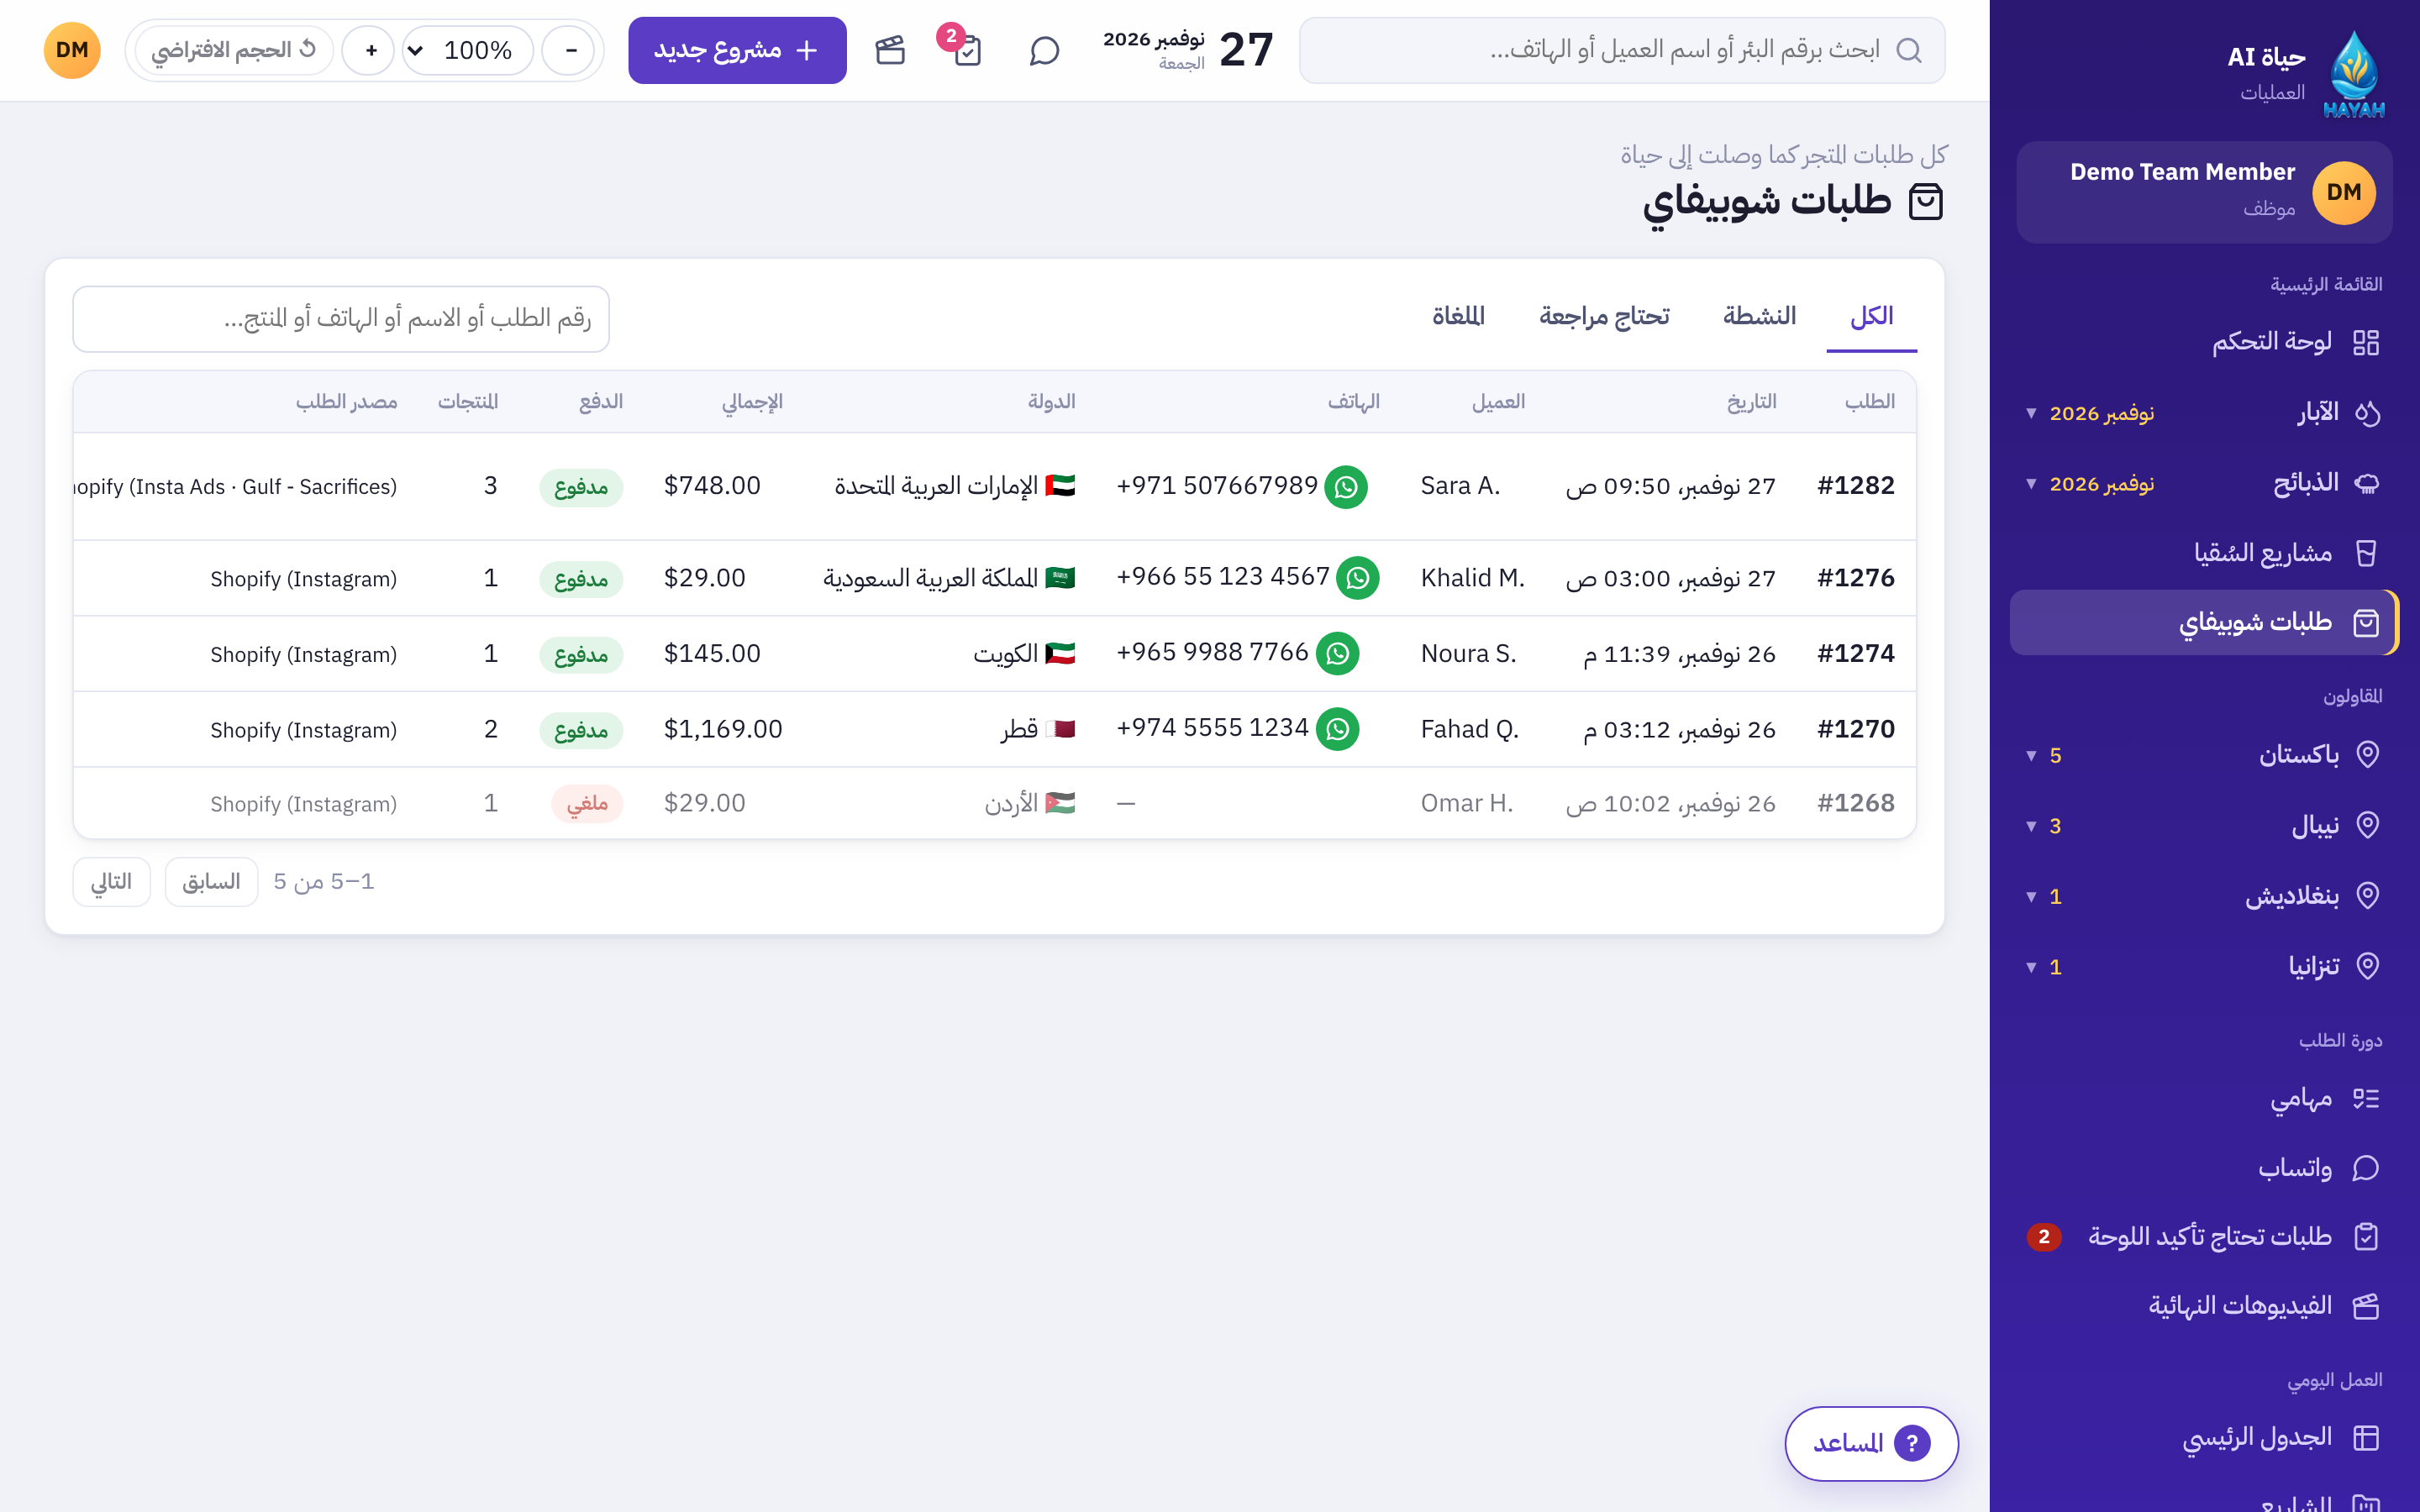 حياة AI
العمليات
HAYAH
DM
Demo Team Member
موظف
القائمة الرئيسية
لوحة التحكم
الآبار نوفمبر 2026 ▼
الذبائح نوفمبر 2026 ▼
مشاريع السُقيا
طلبات شوبيفاي
المقاولون
باكستان 5 ▼
نيبال 3 ▼
بنغلاديش 1 ▼
تنزانيا 1 ▼
دورة الطلب
مهامي
واتساب
طلبات تحتاج تأكيد اللوحة 2
الفيديوهات النهائية
العمل اليومي
الجدول الرئيسي
المشاريع
ابحث برقم البئر أو اسم العميل أو الهاتف...
27 نوفمبر 2026
الجمعة
2
+ مشروع جديد
− 100% + الحجم الافتراضي
DM
كل طلبات المتجر كما وصلت إلى حياة
طلبات شوبيفاي
الكل النشطة تحتاج مراجعة الملغاة
رقم الطلب أو الاسم أو الهاتف أو المنتج...
الطلب التاريخ العميل الهاتف الدولة الإجمالي الدفع المنتجات مصدر الطلب
#1282 27 نوفمبر، 09:50 ص Sara A. +971 507667989 الإمارات العربية المتحدة $748.00 مدفوع 3 hopify (Insta Ads · Gulf - Sacrifices)
#1276 27 نوفمبر، 03:00 ص Khalid M. +966 55 123 4567 المملكة العربية السعودية $29.00 مدفوع 1 Shopify (Instagram)
#1274 26 نوفمبر، 11:39 م Noura S. +965 9988 7766 الكويت $145.00 مدفوع 1 Shopify (Instagram)
#1270 26 نوفمبر، 03:12 م Fahad Q. +974 5555 1234 قطر $1,169.00 مدفوع 2 Shopify (Instagram)
#1268 26 نوفمبر، 10:02 ص Omar H. — الأردن $29.00 ملغي 1 Shopify (Instagram)
1–5 من 5 السابق التالي
? المساعد